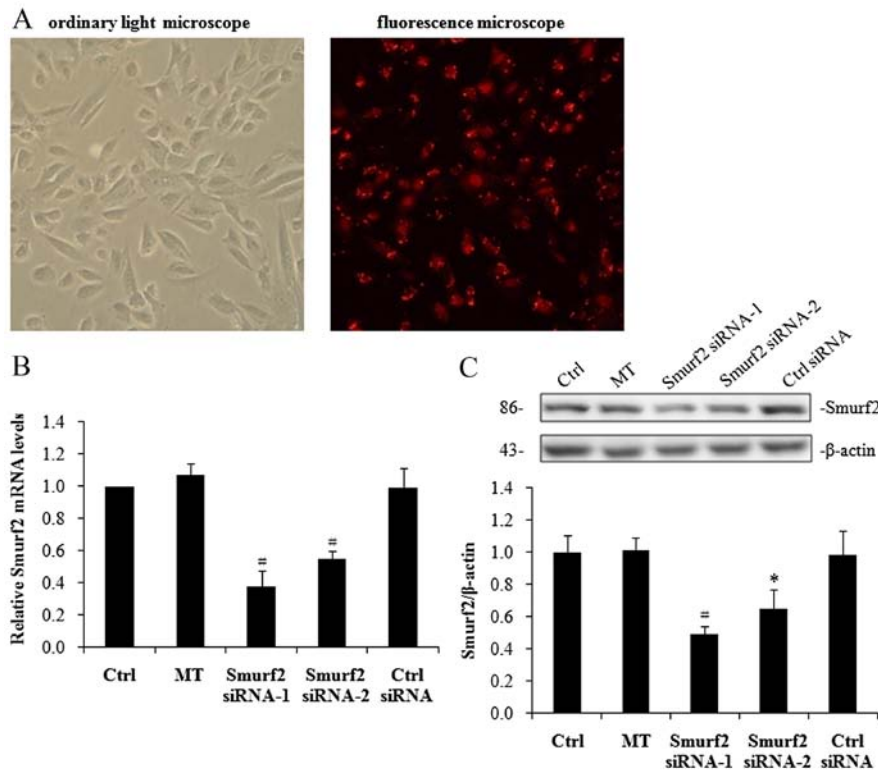 A
ordinary light microscope
fluorescence microscope
B
Relative Smurf2 mRNA levels
1.4
1.2
1.0
0.8
0.6
0.4
0.2
0.0
#
#
Ctrl
MT
Smurf2
siRNA-1
Smurf2
siRNA-2
Ctrl
siRNA
C
Ctrl
MT
Smurf2 siRNA-1
Smurf2 siRNA-2
Ctrl siRNA
86-
-Smurf2
43-
-β-actin
Smurf2/β-actin
1.4
1.2
1.0
0.8
0.6
0.4
0.2
0.0
#
*
Ctrl
MT
Smurf2
siRNA-1
Smurf2
siRNA-2
Ctrl
siRNA